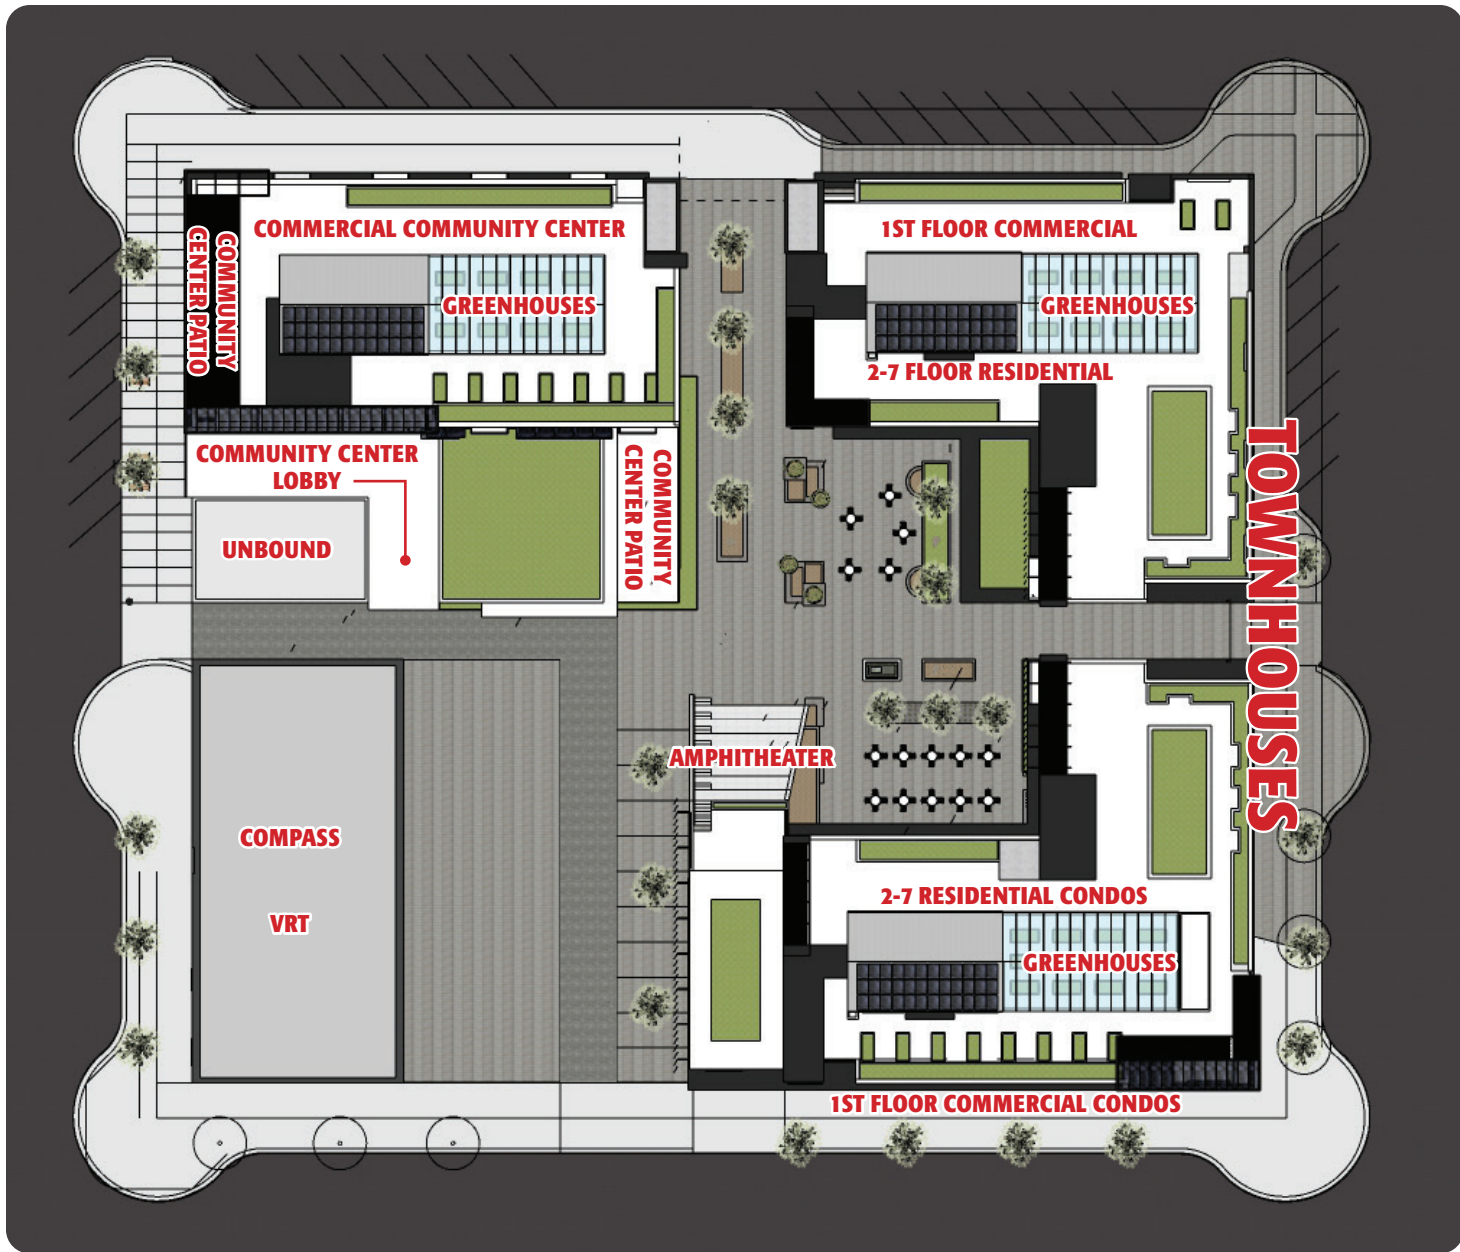 COMMERCIAL COMMUNITY CENTER
1ST FLOOR COMMERCIAL
COMMUNITY
CENTER PATIO
GREENHOUSES
GREENHOUSES
2-7 FLOOR RESIDENTIAL
COMMUNITY CENTER
LOBBY
COMMUNITY
CENTER PATIO
TOWNHOUSES
UNBOUND
AMPHITHEATER
COMPASS
VRT
2-7 RESIDENTIAL CONDOS
GREENHOUSES
1ST FLOOR COMMERCIAL CONDOS